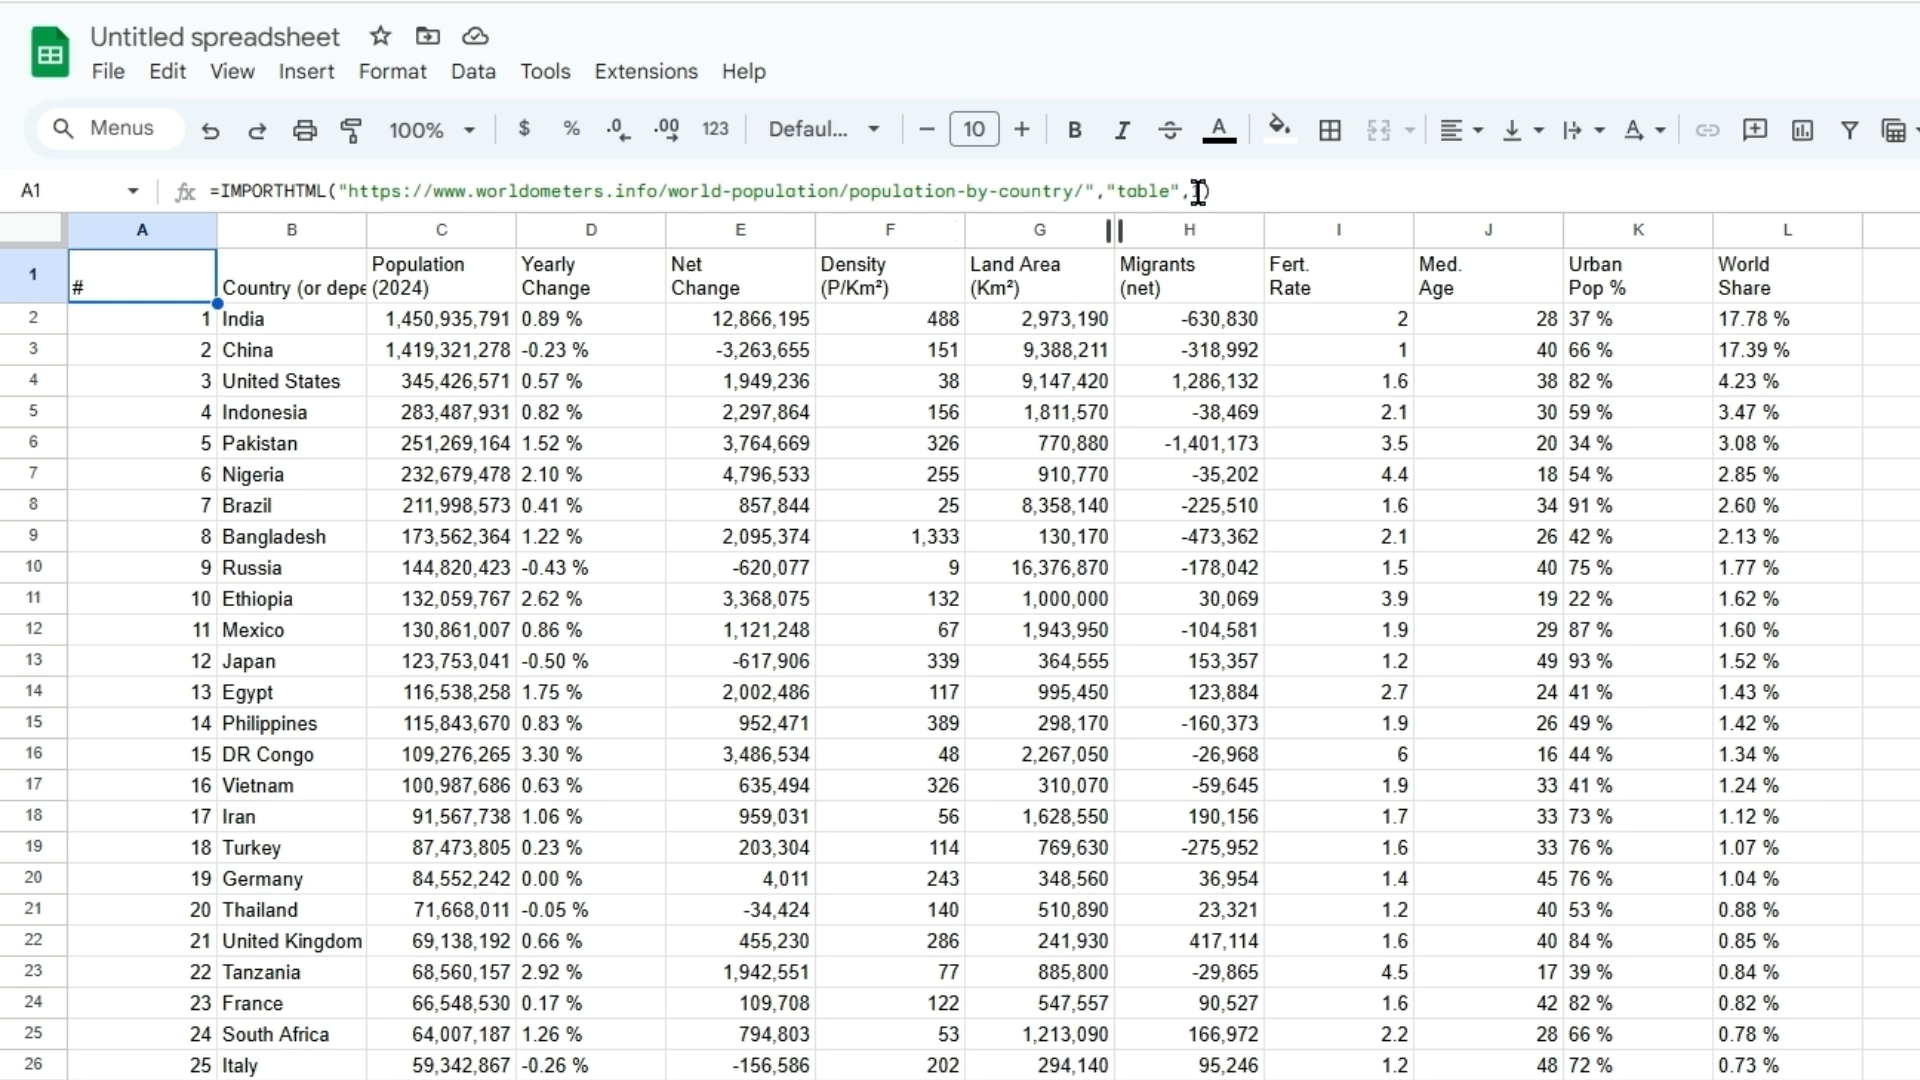 Untitled spreadsheet
File Edit View Insert Format Data Tools Extensions Help
Menus 100% $ % .0 .00 123 Defaul... 10 B I S A
A1 fx =IMPORTHTML("https://www.worldometers.info/world-population/population-by-country/","table",)
A B C D E F G H I J K L
1 # Country (or depe Population (2024) Yearly Change Net Change Density (P/Km²) Land Area (Km²) Migrants (net) Fert. Rate Med. Age Urban Pop % World Share
2 1 India 1,450,935,791 0.89 % 12,866,195 488 2,973,190 -630,830 2 28 37 % 17.78 %
3 2 China 1,419,321,278 -0.23 % -3,263,655 151 9,388,211 -318,992 1 40 66 % 17.39 %
4 3 United States 345,426,571 0.57 % 1,949,236 38 9,147,420 1,286,132 1.6 38 82 % 4.23 %
5 4 Indonesia 283,487,931 0.82 % 2,297,864 156 1,811,570 -38,469 2.1 30 59 % 3.47 %
6 5 Pakistan 251,269,164 1.52 % 3,764,669 326 770,880 -1,401,173 3.5 20 34 % 3.08 %
7 6 Nigeria 232,679,478 2.10 % 4,796,533 255 910,770 -35,202 4.4 18 54 % 2.85 %
8 7 Brazil 211,998,573 0.41 % 857,844 25 8,358,140 -225,510 1.6 34 91 % 2.60 %
9 8 Bangladesh 173,562,364 1.22 % 2,095,374 1,333 130,170 -473,362 2.1 26 42 % 2.13 %
10 9 Russia 144,820,423 -0.43 % -620,077 9 16,376,870 -178,042 1.5 40 75 % 1.77 %
11 10 Ethiopia 132,059,767 2.62 % 3,368,075 132 1,000,000 30,069 3.9 19 22 % 1.62 %
12 11 Mexico 130,861,007 0.86 % 1,121,248 67 1,943,950 -104,581 1.9 29 87 % 1.60 %
13 12 Japan 123,753,041 -0.50 % -617,906 339 364,555 153,357 1.2 49 93 % 1.52 %
14 13 Egypt 116,538,258 1.75 % 2,002,486 117 995,450 123,884 2.7 24 41 % 1.43 %
15 14 Philippines 115,843,670 0.83 % 952,471 389 298,170 -160,373 1.9 26 49 % 1.42 %
16 15 DR Congo 109,276,265 3.30 % 3,486,534 48 2,267,050 -26,968 6 16 44 % 1.34 %
17 16 Vietnam 100,987,686 0.63 % 635,494 326 310,070 -59,645 1.9 33 41 % 1.24 %
18 17 Iran 91,567,738 1.06 % 959,031 56 1,628,550 190,156 1.7 33 73 % 1.12 %
19 18 Turkey 87,473,805 0.23 % 203,304 114 769,630 -275,952 1.6 33 76 % 1.07 %
20 19 Germany 84,552,242 0.00 % 4,011 243 348,560 36,954 1.4 45 76 % 1.04 %
21 20 Thailand 71,668,011 -0.05 % -34,424 140 510,890 23,321 1.2 40 53 % 0.88 %
22 21 United Kingdom 69,138,192 0.66 % 455,230 286 241,930 417,114 1.6 40 84 % 0.85 %
23 22 Tanzania 68,560,157 2.92 % 1,942,551 77 885,800 -29,865 4.5 17 39 % 0.84 %
24 23 France 66,548,530 0.17 % 109,708 122 547,557 90,527 1.6 42 82 % 0.82 %
25 24 South Africa 64,007,187 1.26 % 794,803 53 1,213,090 166,972 2.2 28 66 % 0.78 %
26 25 Italy 59,342,867 -0.26 % -156,586 202 294,140 95,246 1.2 48 72 % 0.73 %